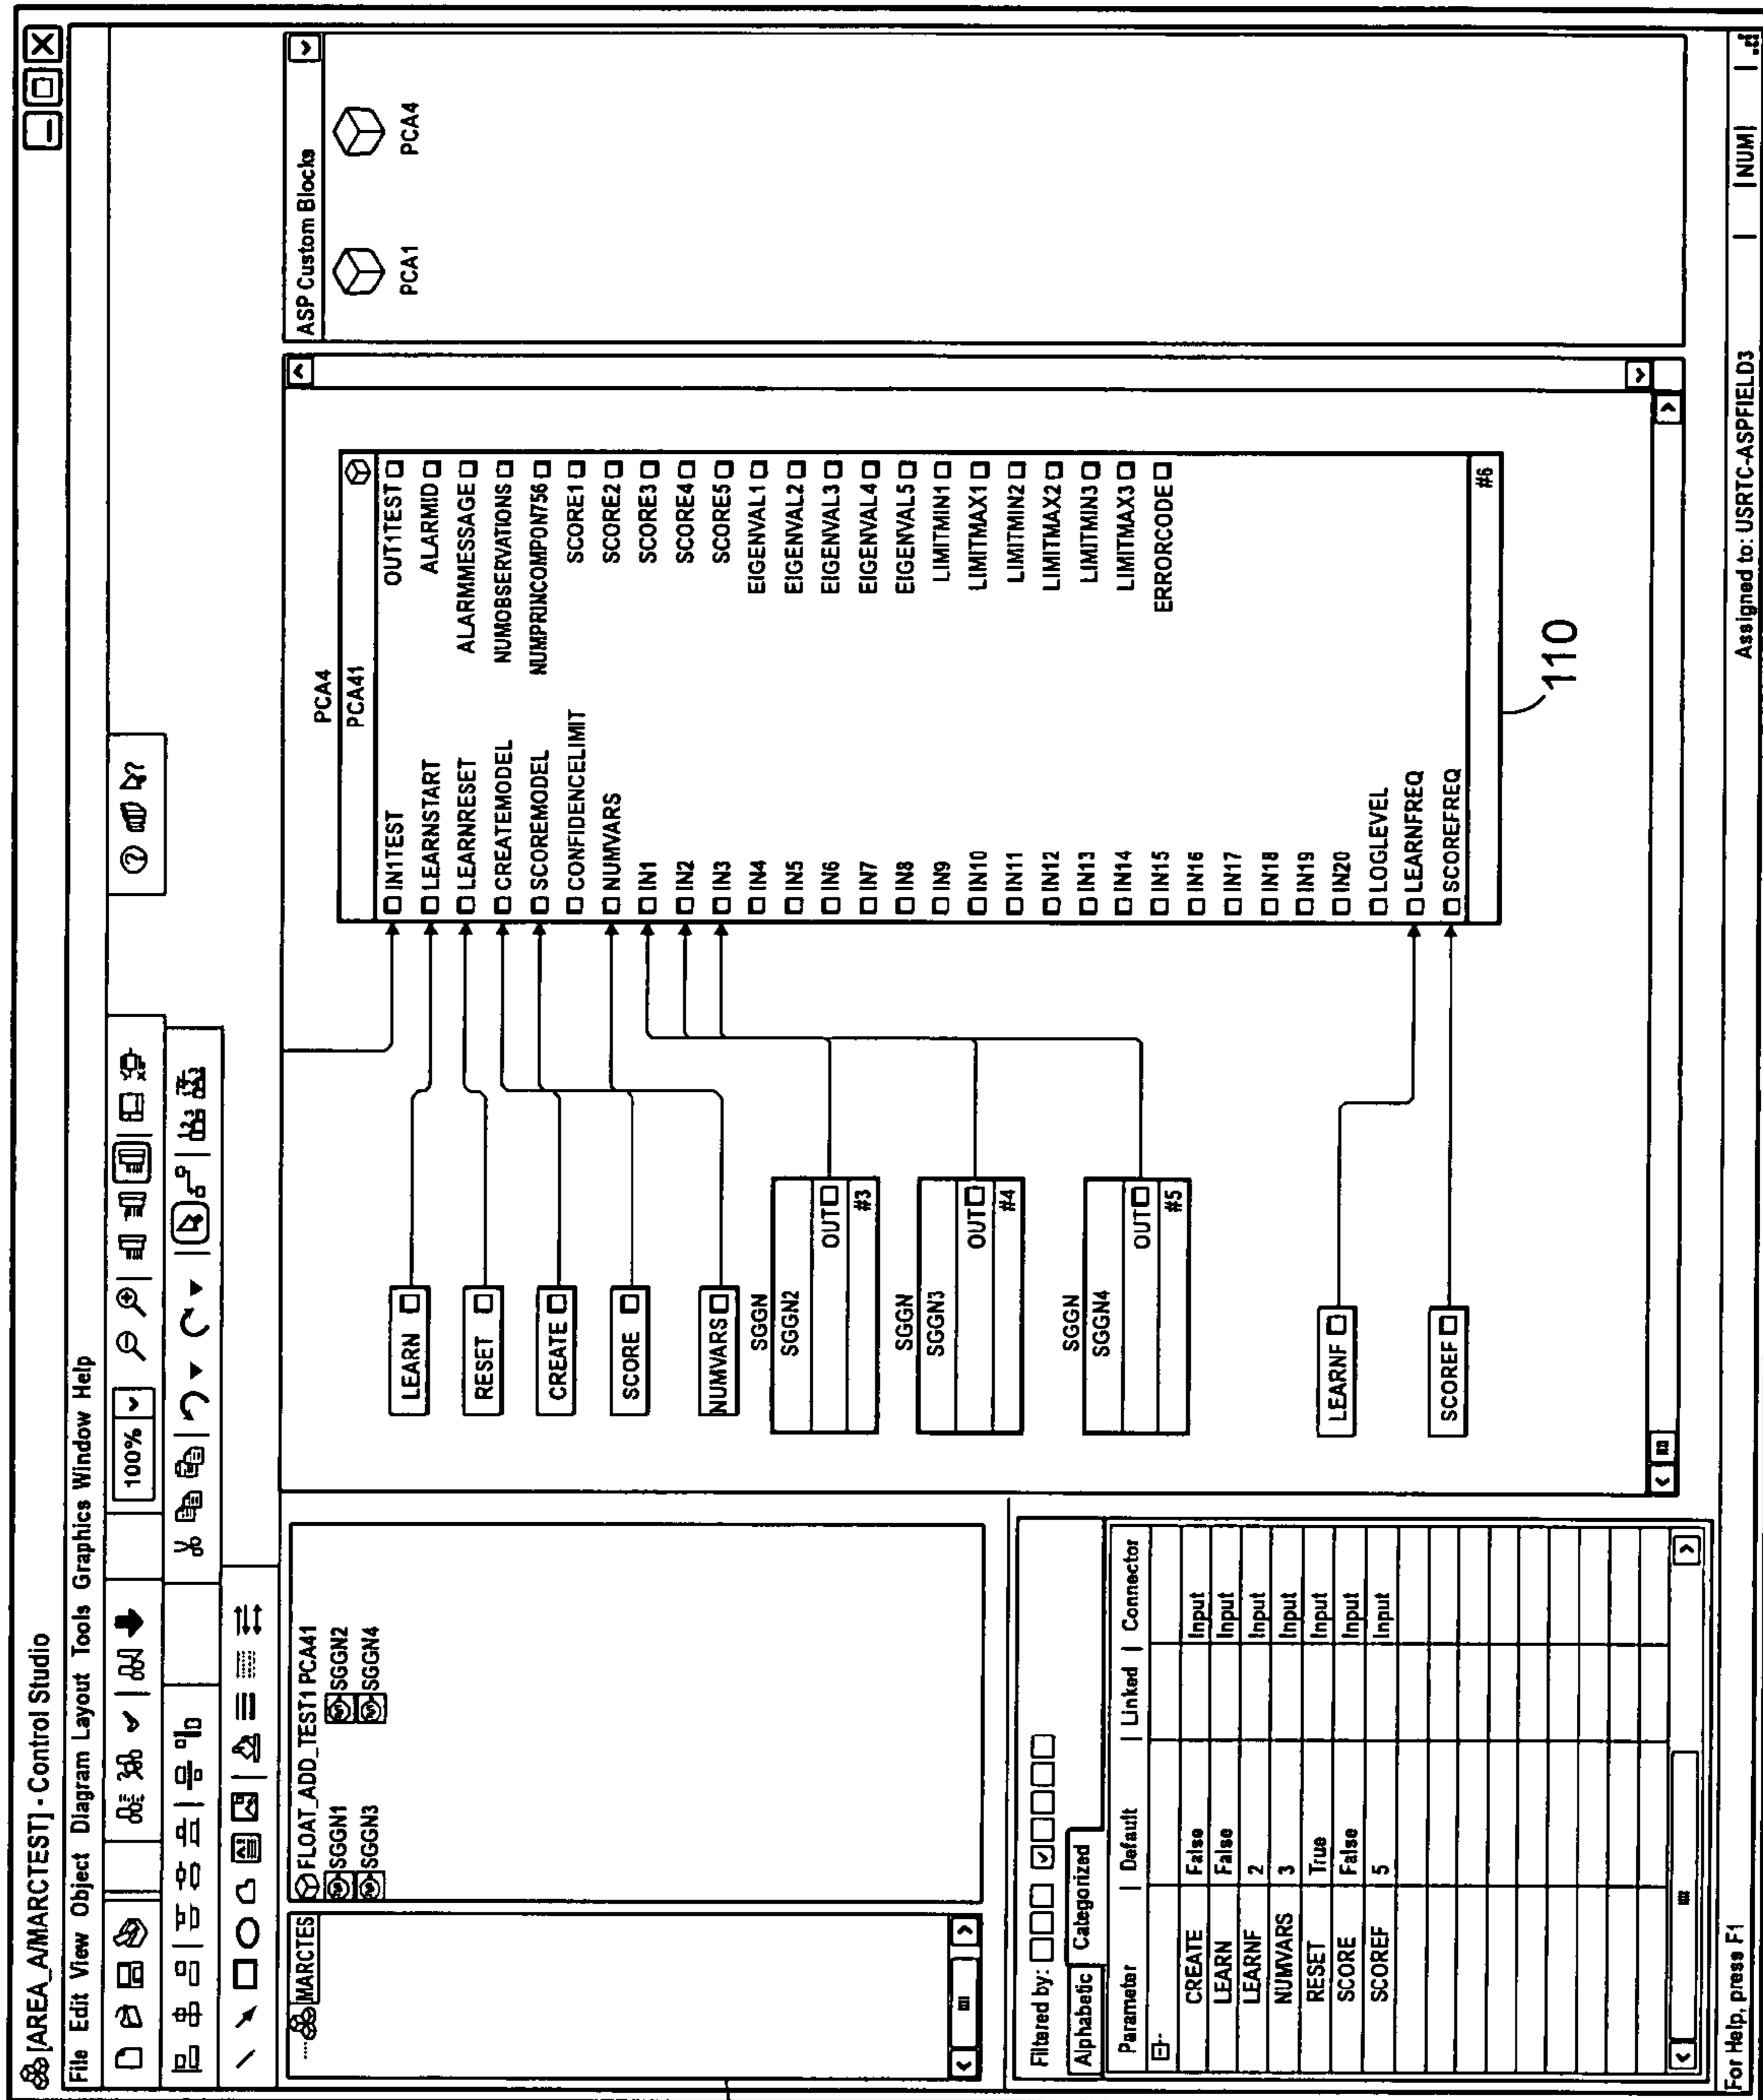 [AREA_A/MARCTEST] - Control Studio
File Edit View Object Diagram Layout Tools Graphics Window Help
100%
MARCTES
FLOAT_ADD_TEST1 PCA41
SGGN1 SGGN2
SGGN3 SGGN4
Filtered by:
Alphabetic Categorized
Parameter Default Linked Connector
CREATE False Input
LEARN False Input
LEARNF 2 Input
NUMVARS 3 Input
RESET True Input
SCORE False Input
SCOREF 5 Input
LEARN
RESET
CREATE
SCORE
NUMVARS
SGGN
SGGN2
OUT
#3
SGGN
SGGN3
OUT
#4
SGGN
SGGN4
OUT
#5
LEARNF
SCOREF
PCA4
PCA41
IN1TEST OUT1TEST
LEARNSTART ALARMID
LEARNRESET ALARMMESSAGE
CREATEMODEL NUMOBSERVATIONS
SCOREMODEL NUMPRINCOMPON756
CONFIDENCELIMIT SCORE1
NUMVARS SCORE2
IN1 SCORE3
IN2 SCORE4
IN3 SCORE5
IN4 EIGENVAL1
IN5 EIGENVAL2
IN6 EIGENVAL3
IN7 EIGENVAL4
IN8 EIGENVAL5
IN9 LIMITMIN1
IN10 LIMITMAX1
IN11 LIMITMIN2
IN12 LIMITMAX2
IN13 LIMITMIN3
IN14 LIMITMAX3
IN15 ERRORCODE
IN16
IN17
IN18
IN19
IN20
LOGLEVEL
LEARNFREQ
SCOREFREQ
#6
110
ASP Custom Blocks
PCA1 PCA4
For Help, press F1
Assigned to: USRTC-ASPFIELD3
NUM